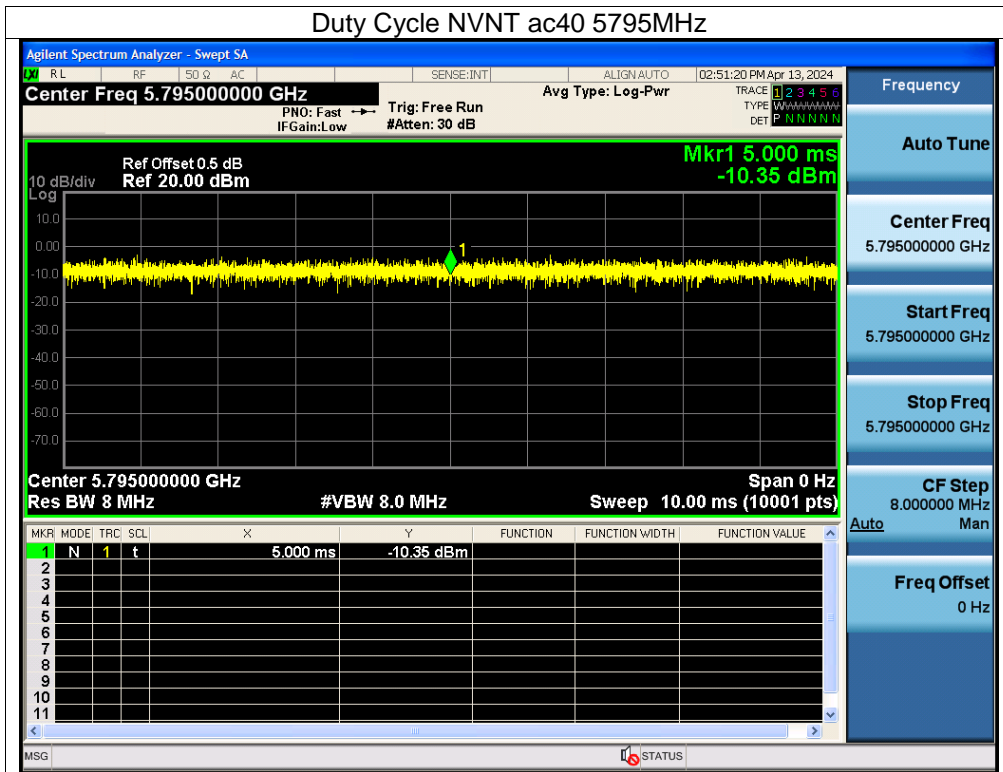 Duty Cycle NVNT ac40 5795MHz
Agilent Spectrum Analyzer - Swept SA
LXI RL RF 50 Ω AC SENSE:INT ALIGN AUTO 02:51:20 PM Apr 13, 2024
Center Freq 5.795000000 GHz
PNO: Fast
IFGain:Low
Trig: Free Run
#Atten: 30 dB
Avg Type: Log-Pwr
TRACE 1 2 3 4 5 6
TYPE W
DET P N N N N N
Mkr1 5.000 ms
-10.35 dBm
Ref Offset 0.5 dB
10 dB/div Ref 20.00 dBm
Log
10.0
0.00
-10.0
-20.0
-30.0
-40.0
-50.0
-60.0
-70.0
1
Center 5.795000000 GHz Span 0 Hz
Res BW 8 MHz #VBW 8.0 MHz Sweep 10.00 ms (10001 pts)
MKR MODE TRC SCL X Y FUNCTION FUNCTION WIDTH FUNCTION VALUE
1 N 1 t 5.000 ms -10.35 dBm
2
3
4
5
6
7
8
9
10
11
MSG STATUS
Frequency
Auto Tune
Center Freq
5.795000000 GHz
Start Freq
5.795000000 GHz
Stop Freq
5.795000000 GHz
CF Step
8.000000 MHz
Auto Man
Freq Offset
0 Hz